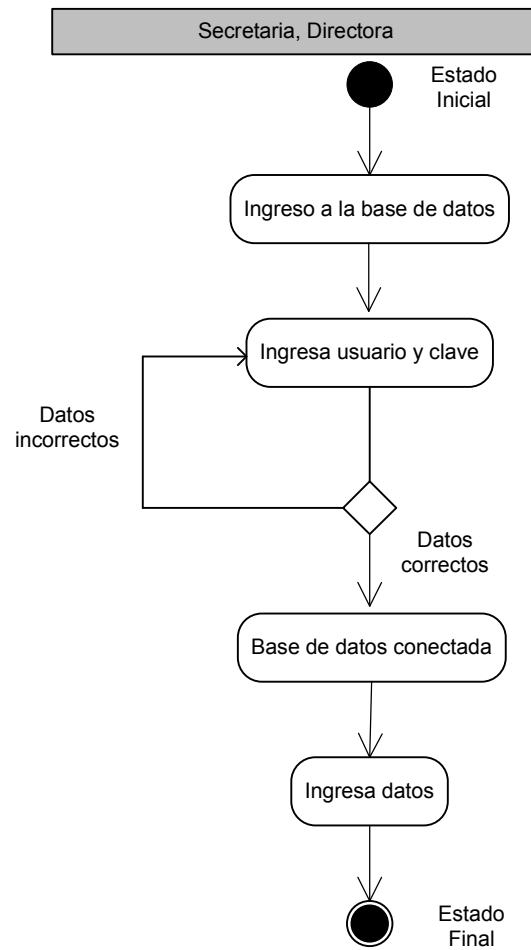 Secretaria, Directora
Estado
Inicial
Ingreso a la base de datos
Ingresa usuario y clave
Datos
incorrectos
Datos
correctos
Base de datos conectada
Ingresa datos
Estado
Final